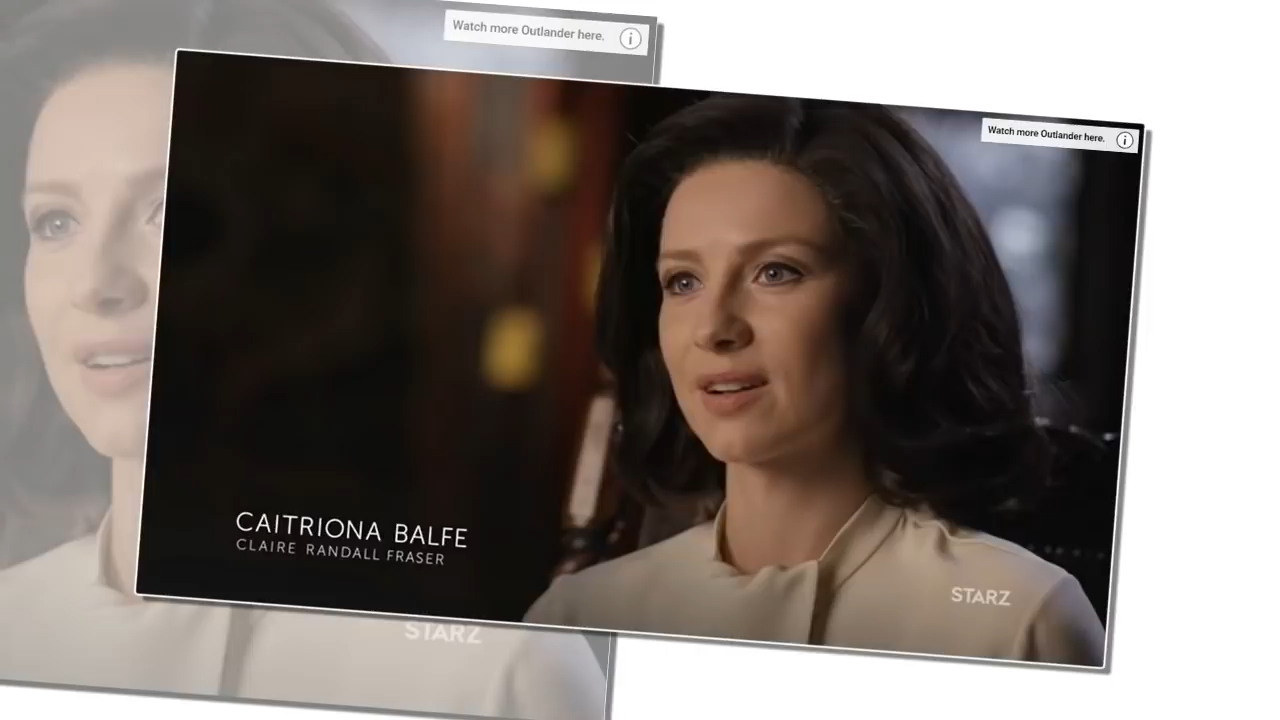 Watch more Outlander here.
Watch more Outlander here.
CAITRIONA BALFE
CLAIRE RANDALL FRASER
STARZ
STARZ